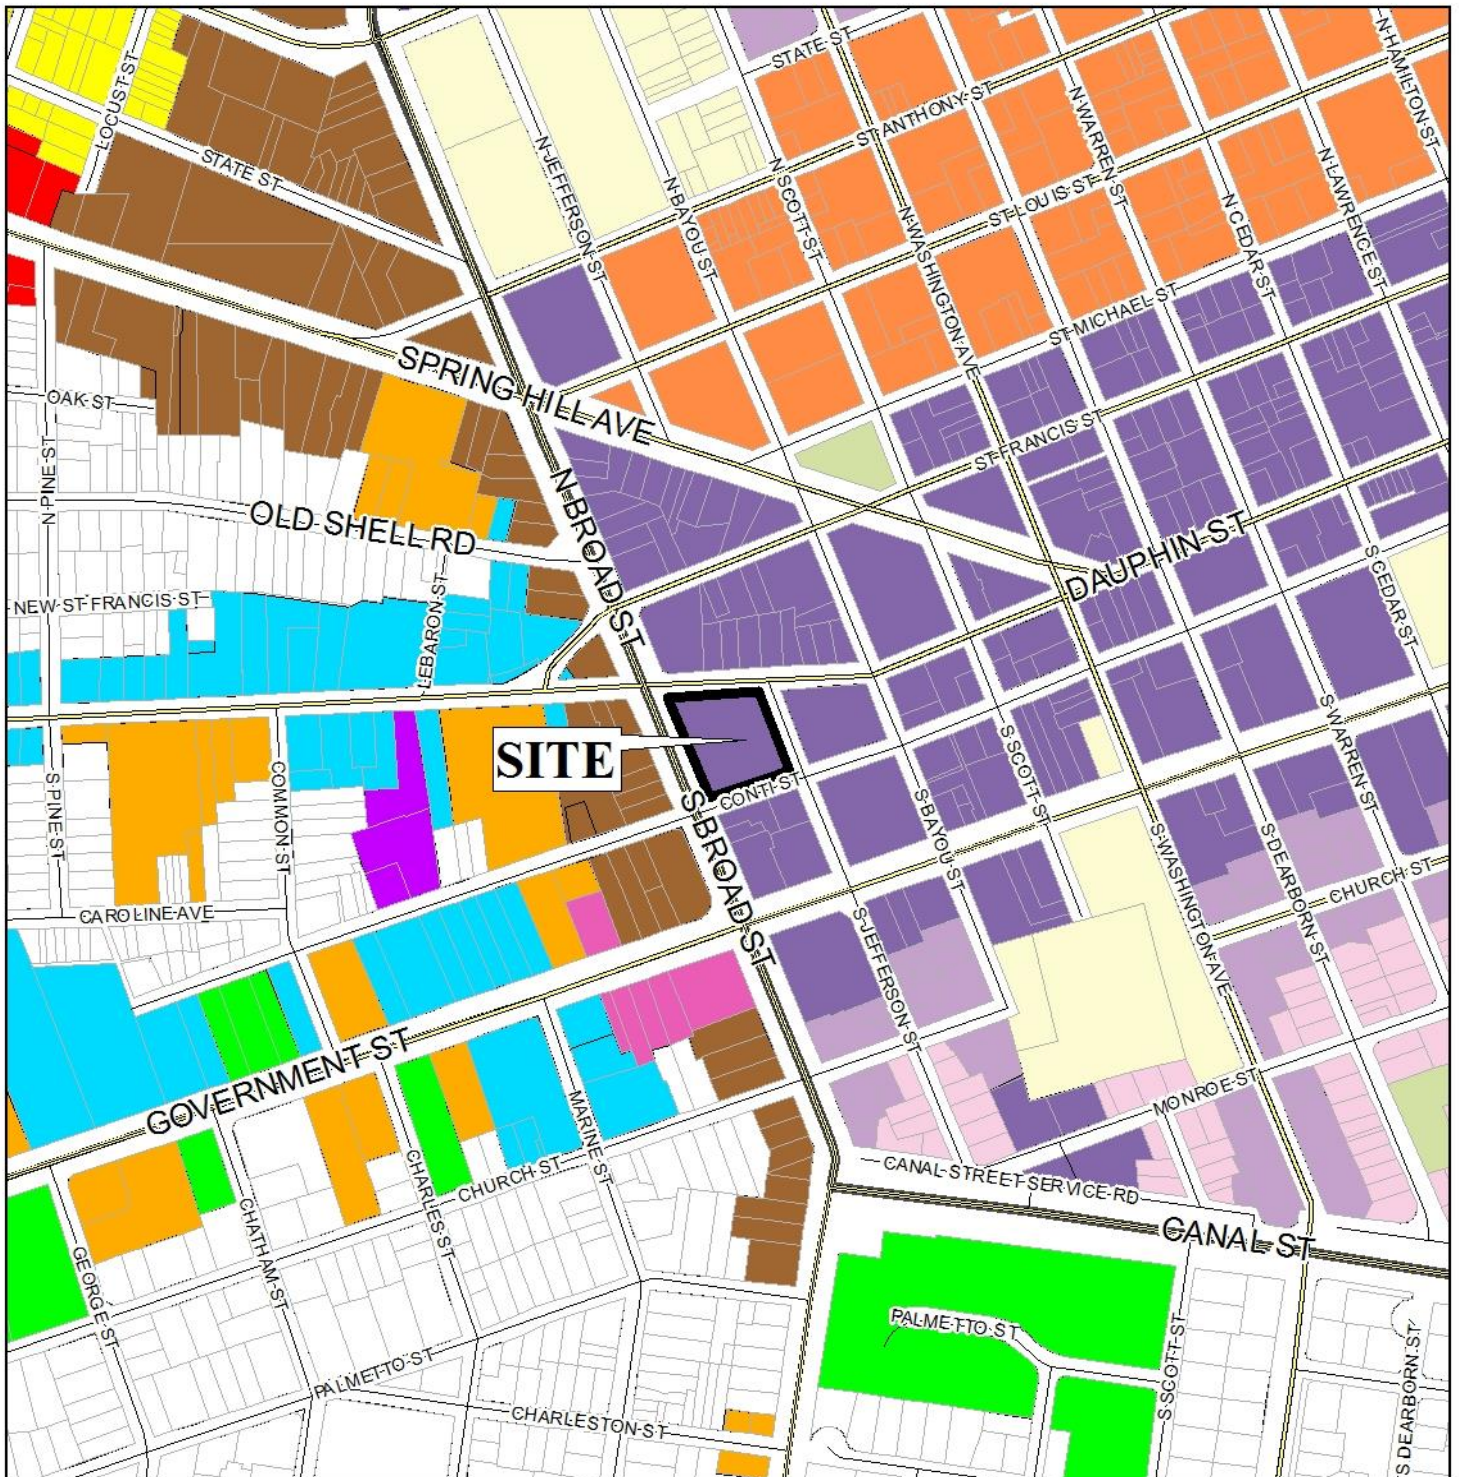 STATE ST
N HAMILTON ST
LOCUST ST
ST ANTHONY ST
N WARREN ST
STATE ST
N JEFFERSON ST
N BAYOU ST
N SCOTT ST
N LAWRENCE ST
ST LOUIS ST
N CEDAR ST
N WASHINGTON AVE
ST MICHAEL ST
SPRING HILL AVE
OAK ST
N PINE ST
ST FRANCIS ST
OLD SHELL RD
N BROAD ST
DAUPHIN ST
NEW ST FRANCIS ST
LEBARON ST
S CEDAR ST
SITE
S PINE ST
COMMON ST
CONTI ST
S SCOTT ST
S WARREN ST
S BAYOU ST
S BROAD ST
S WASHINGTON AVE
S DEARBORN ST
CHURCH ST
CAROLINE AVE
S JEFFERSON ST
GOVERNMENT ST
MARINE ST
MONROE ST
CHARLES ST
CHURCH ST
CANAL STREET SERVICE RD
CANAL ST
CHATHAM ST
GEORGE ST
PALMETTO ST
PALMETTO ST
S SCOTT ST
S DEARBORN ST
CHARLESTON ST